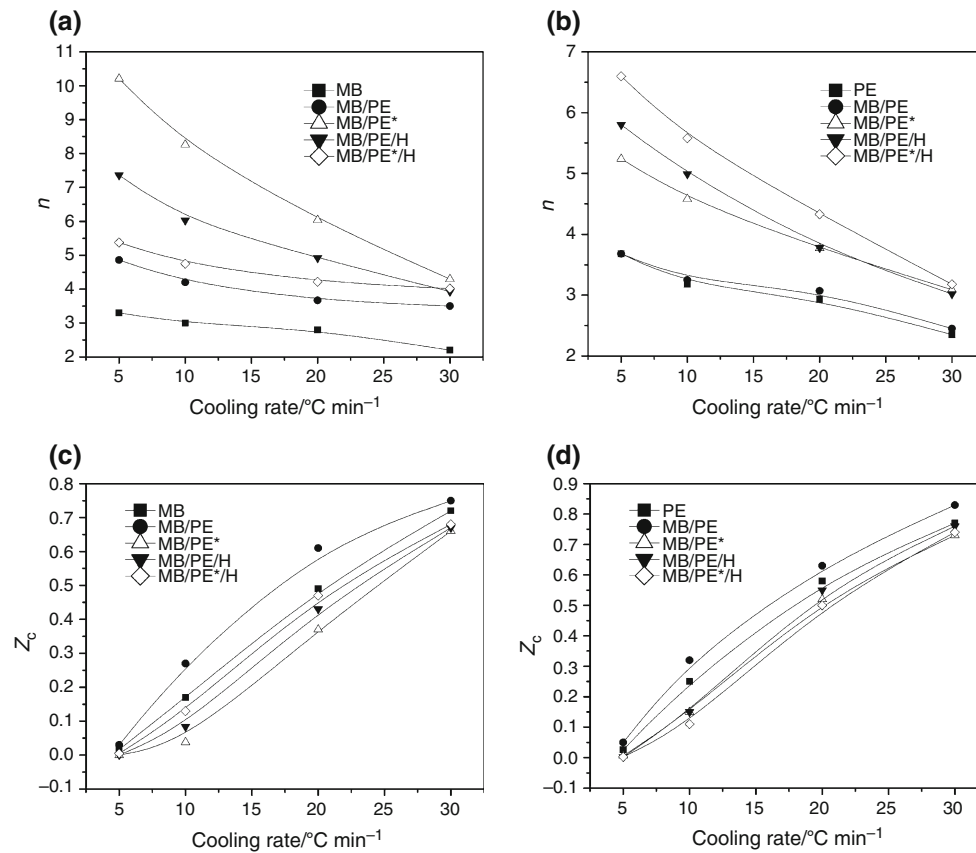 (a)
11
10
9
8
7
6
5
4
3
2
n
MB
MB/PE
MB/PE*
MB/PE/H
MB/PE*/H
5 10 15 20 25 30
Cooling rate/°C min⁻¹
(b)
7
6
5
4
3
2
n
PE
MB/PE
MB/PE*
MB/PE/H
MB/PE*/H
5 10 15 20 25 30
Cooling rate/°C min⁻¹
(c)
0.8
0.7
0.6
0.5
0.4
0.3
0.2
0.1
0.0
–0.1
Zc
MB
MB/PE
MB/PE*
MB/PE/H
MB/PE*/H
5 10 15 20 25 30
Cooling rate/°C min⁻¹
(d)
0.9
0.8
0.7
0.6
0.5
0.4
0.3
0.2
0.1
0.0
–0.1
Zc
PE
MB/PE
MB/PE*
MB/PE/H
MB/PE*/H
5 10 15 20 25 30
Cooling rate/°C min⁻¹